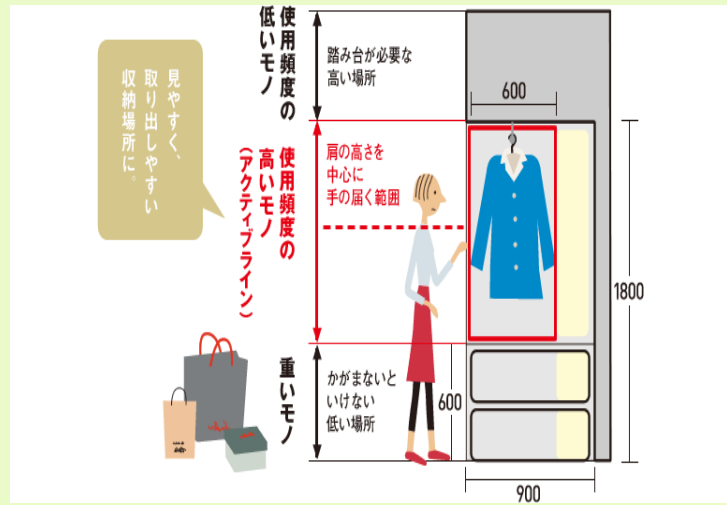 使用頻度の
低いモノ
踏み台が必要な
高い場所
600
見やすく、
取り出しやすい
収納場所に。
使用頻度の
高いモノ
（アクティブライン）
肩の高さを
中心に
手の届く範囲
1800
重いモノ
かがまないと
いけない
低い場所
600
900